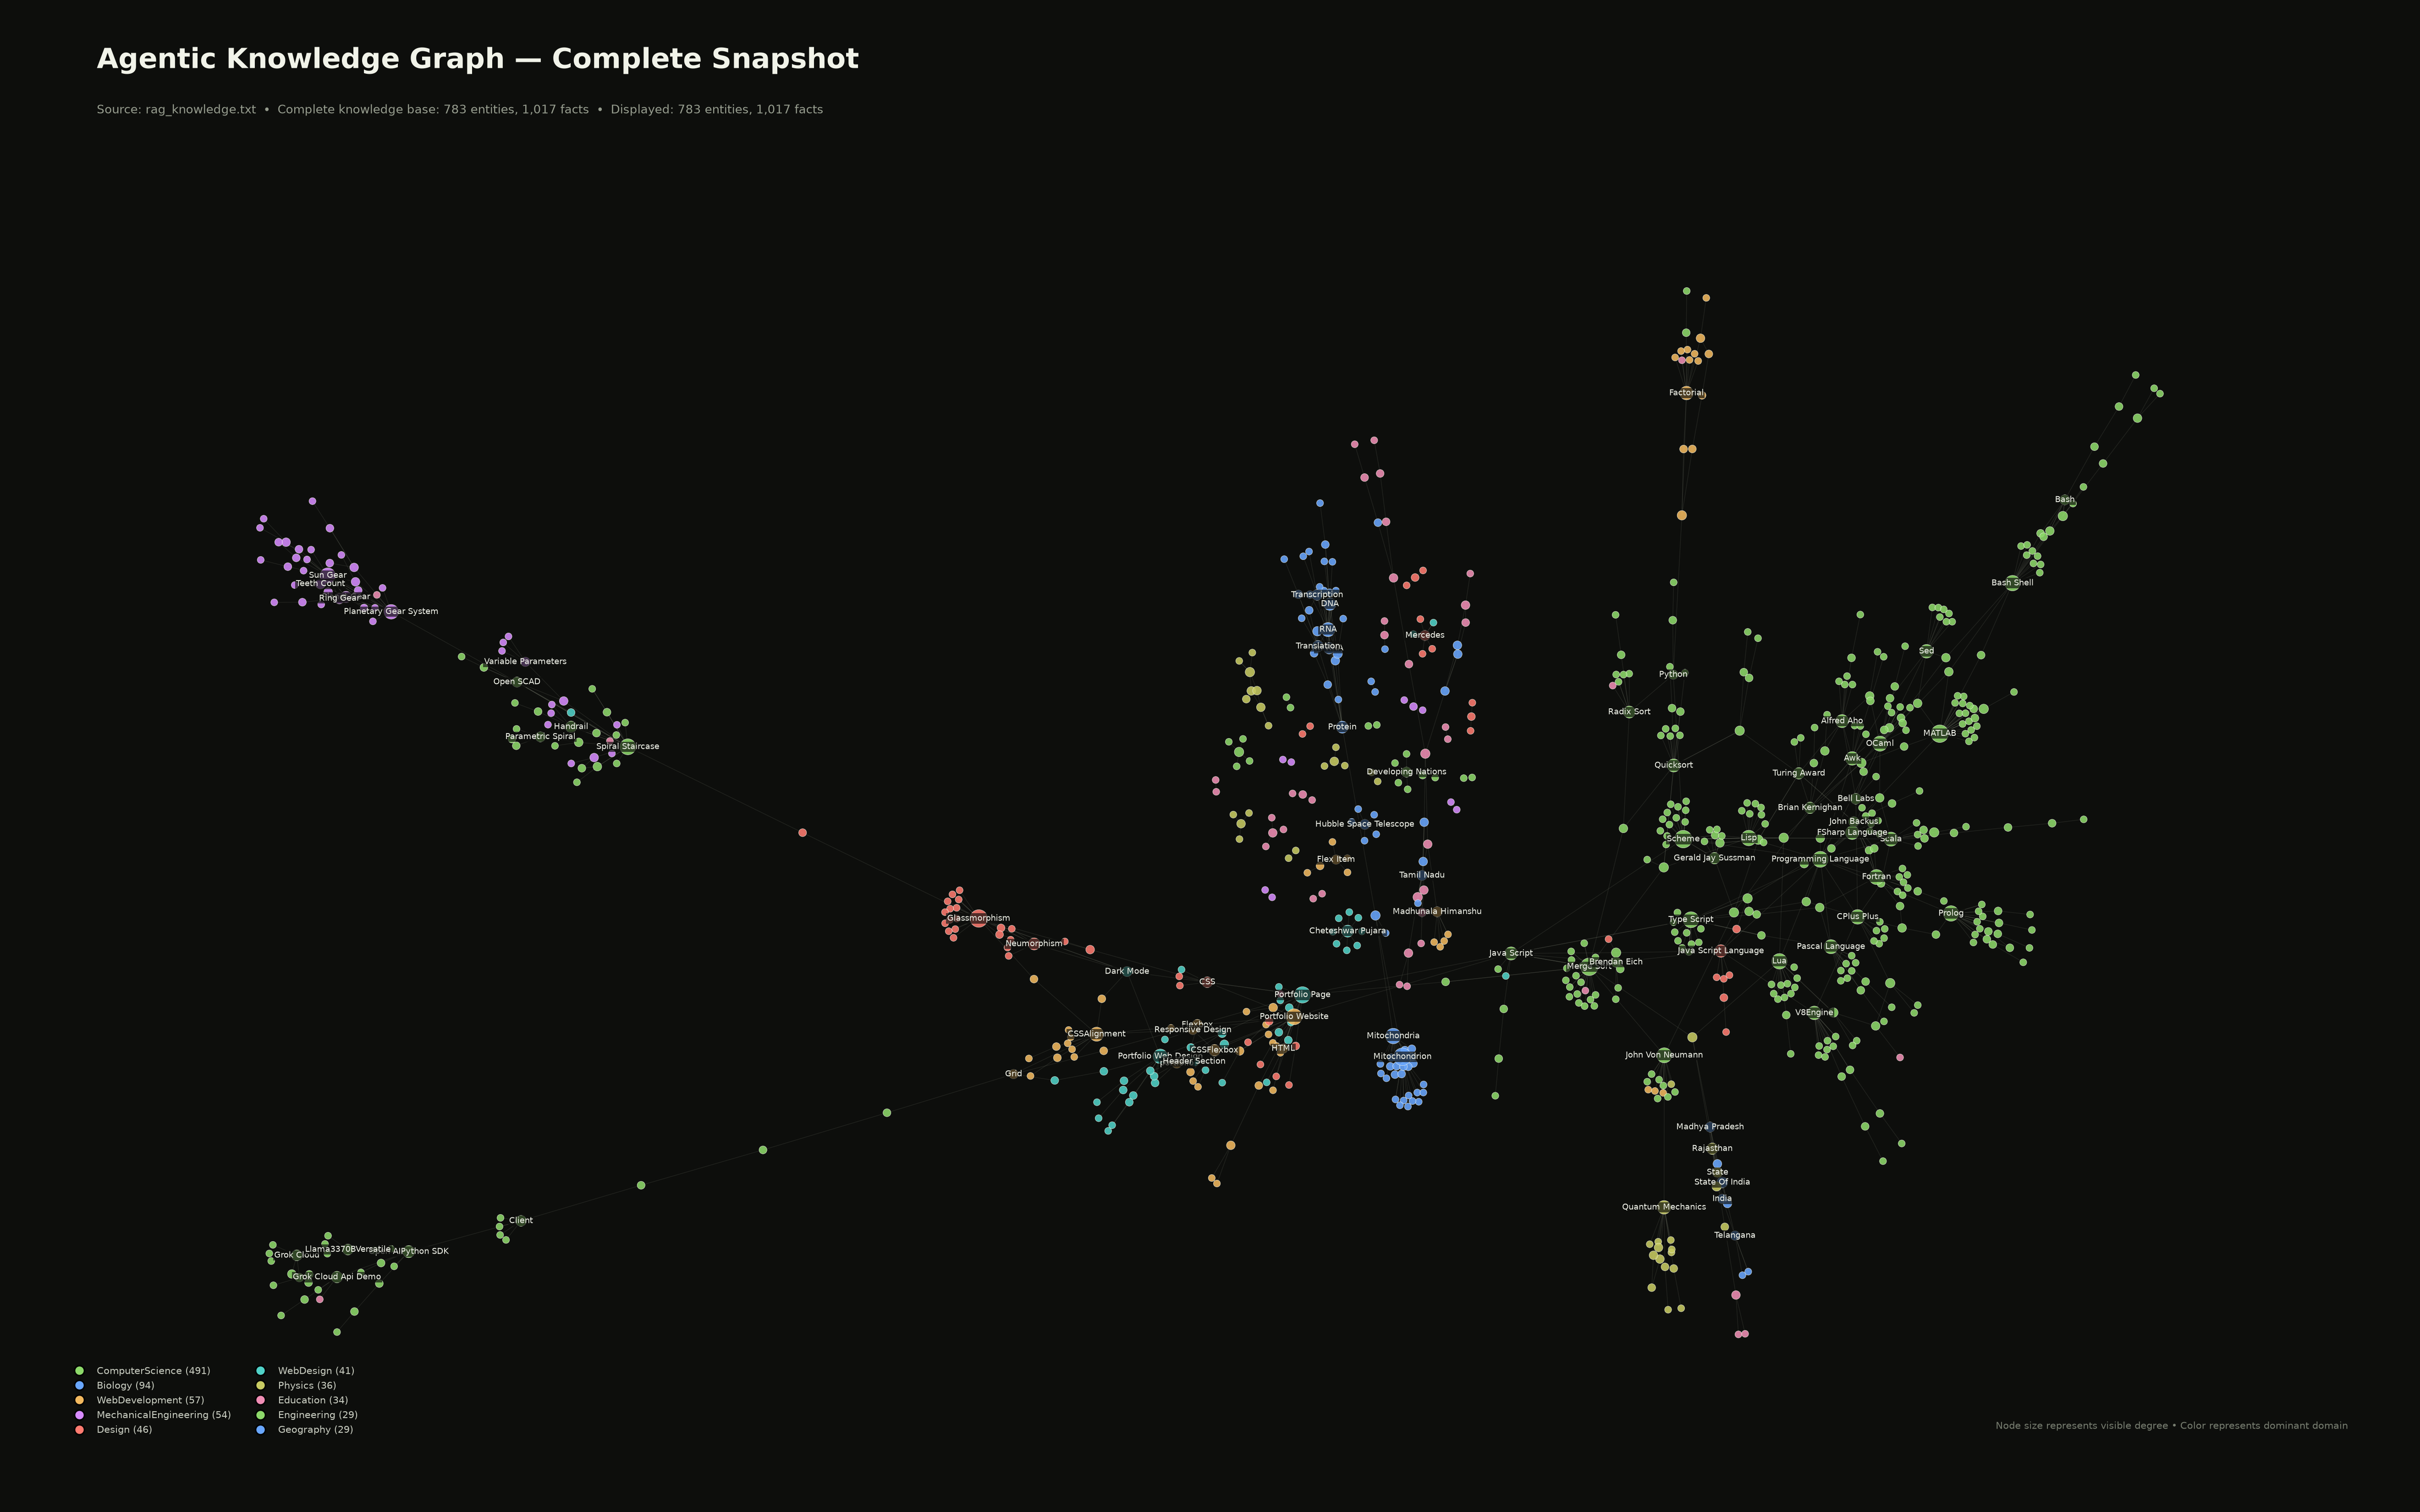 Agentic Knowledge Graph — Complete Snapshot
Source: rag_knowledge.txt • Complete knowledge base: 783 entities, 1,017 facts • Displayed: 783 entities, 1,017 facts
Factorial
Bash
Sun Gear
Teeth Count
Ring Gear
Planetary Gear System
Bash Shell
Transcription
DNA
RNA
Translation
Mercedes
Sed
Variable Parameters
Open SCAD
Python
Radix Sort
Handrail
Parametric Spiral
Spiral Staircase
Protein
Alfred Aho
MATLAB
OCaml
Awk
Quicksort
Developing Nations
Turing Award
Bell Labs
Brian Kernighan
John Backus
Hubble Space Telescope
FSharp Language
Scala
Scheme
Lisp
Gerald Jay Sussman
Programming Language
Flex Item
Tamil Nadu
Fortran
Madhunala Himanshu
Prolog
Glassmorphism
Type Script
CPlus Plus
Cheteshwar Pujara
Neumorphism
Pascal Language
Java Script
Java Script Language
Brendan Eich
Merge Sort
Lua
Dark Mode
CSS
Portfolio Page
V8Engine
Portfolio Website
Flexbox
Responsive Design
CSSAlignment
Mitochondria
HTML
CSSFlexbox
Portfolio Web Design
Header Section
Mitochondrion
John Von Neumann
Grid
Madhya Pradesh
Rajasthan
State
State Of India
India
Quantum Mechanics
Client
Telangana
Llama3370BVersatile
AIPython SDK
Grok Cloud
Grok Cloud Api Demo
ComputerScience (491)
Biology (94)
WebDevelopment (57)
MechanicalEngineering (54)
Design (46)
WebDesign (41)
Physics (36)
Education (34)
Engineering (29)
Geography (29)
Node size represents visible degree • Color represents dominant domain